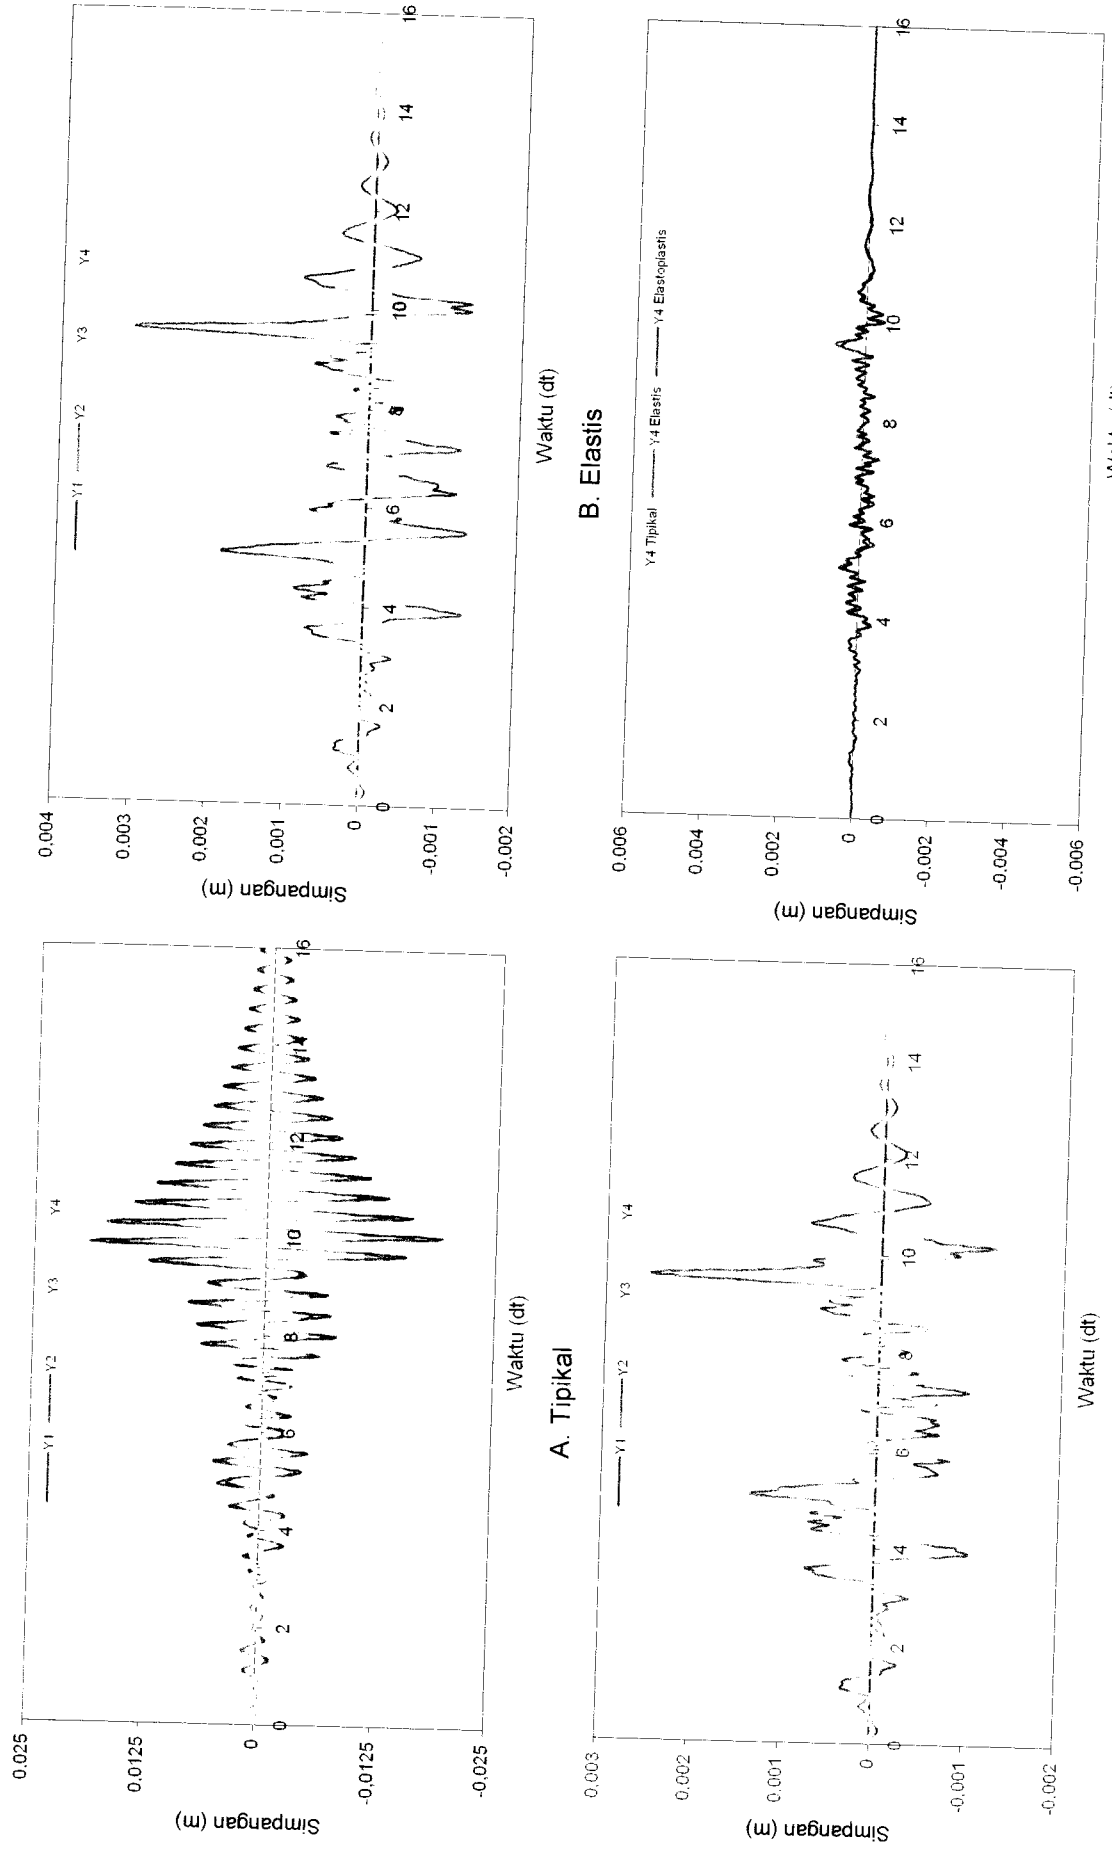 Y1 Y2 Y3 Y4
0.025
0.0125
0
-0.0125
-0.025
Simpangan (m)
0 2 4 6 8 10 12 14 16
Waktu (dt)
A. Tipikal
Y1 Y2 Y3 Y4
0.004
0.003
0.002
0.001
0
-0.001
-0.002
Simpangan (m)
0 2 4 6 8 10 12 14 16
Waktu (dt)
B. Elastis
Y1 Y2 Y3 Y4
0.003
0.002
0.001
0
-0.001
-0.002
Simpangan (m)
0 2 4 6 8 10 12 14 16
Waktu (dt)
Y4 Tipikal Y4 Elastis Y4 Elastoplastis
0.006
0.004
0.002
0
-0.002
-0.004
-0.006
Simpangan (m)
0 2 4 6 8 10 12 14 16